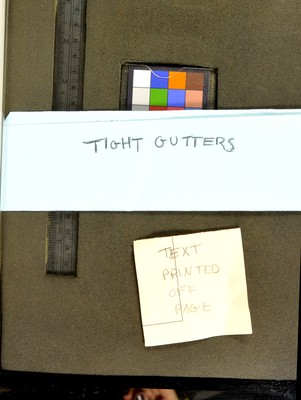 TIGHT GUTTERS
TEXT
PRINTED
OFF
PAGE